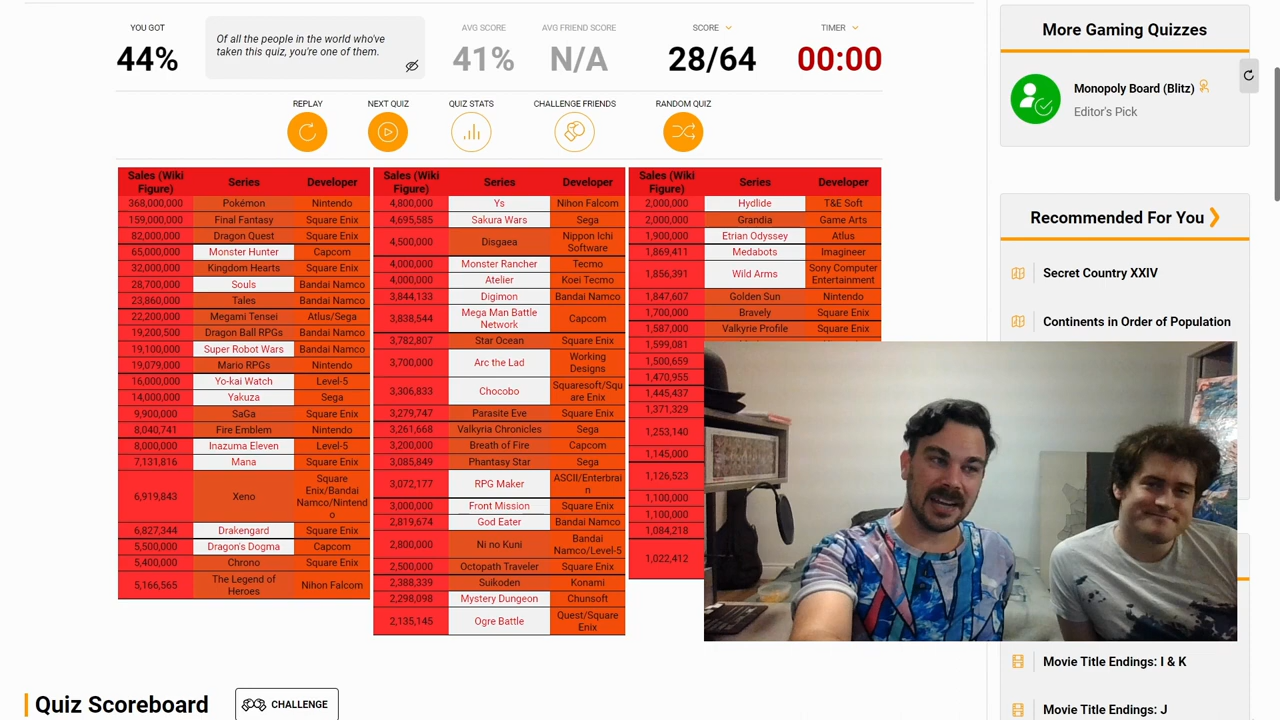 YOU GOT
44%
Of all the people in the world who've
taken this quiz, you're one of them.
AVG SCORE
41%
AVG FRIEND SCORE
N/A
SCORE
28/64
TIMER
00:00
REPLAY
NEXT QUIZ
QUIZ STATS
CHALLENGE FRIENDS
RANDOM QUIZ
Sales (Wiki
Figure)
Series
Developer
368,000,000 Pokémon Nintendo
159,000,000 Final Fantasy Square Enix
82,000,000 Dragon Quest Square Enix
65,000,000 Monster Hunter Capcom
32,000,000 Kingdom Hearts Square Enix
28,700,000 Souls Bandai Namco
23,860,000 Tales Bandai Namco
22,200,000 Megami Tensei Atlus/Sega
19,200,500 Dragon Ball RPGs Bandai Namco
19,100,000 Super Robot Wars Bandai Namco
19,079,000 Mario RPGs Nintendo
16,000,000 Yo-kai Watch Level-5
14,000,000 Yakuza Sega
9,900,000 SaGa Square Enix
8,040,741 Fire Emblem Nintendo
8,000,000 Inazuma Eleven Level-5
7,131,816 Mana Square Enix
6,919,843 Xeno Square
Enix/Bandai
Namco/Nintend
o
6,827,344 Drakengard Square Enix
5,500,000 Dragon's Dogma Capcom
5,400,000 Chrono Square Enix
5,166,565 The Legend of
Heroes Nihon Falcom
Sales (Wiki
Figure)
Series
Developer
4,800,000 Ys Nihon Falcom
4,695,585 Sakura Wars Sega
4,500,000 Disgaea Nippon Ichi
Software
4,000,000 Monster Rancher Tecmo
4,000,000 Atelier Koei Tecmo
3,844,133 Digimon Bandai Namco
3,838,544 Mega Man Battle
Network Capcom
3,782,807 Star Ocean Square Enix
3,700,000 Arc the Lad Working
Designs
3,306,833 Chocobo Squaresoft/Squ
are Enix
3,279,747 Parasite Eve Square Enix
3,261,668 Valkyria Chronicles Sega
3,200,000 Breath of Fire Capcom
3,085,849 Phantasy Star Sega
3,072,177 RPG Maker ASCII/Enterbrai
n
3,000,000 Front Mission Square Enix
2,819,674 God Eater Bandai Namco
2,800,000 Ni no Kuni Bandai
Namco/Level-5
2,500,000 Octopath Traveler Square Enix
2,388,339 Suikoden Konami
2,298,098 Mystery Dungeon Chunsoft
2,135,145 Ogre Battle Quest/Square
Enix
Sales (Wiki
Figure)
Series
Developer
2,000,000 Hydlide T&E Soft
2,000,000 Grandia Game Arts
1,900,000 Etrian Odyssey Atlus
1,869,411 Medabots Imagineer
1,856,391 Wild Arms Sony Computer
Entertainment
1,847,607 Golden Sun Nintendo
1,700,000 Bravely Square Enix
1,587,000 Valkyrie Profile Square Enix
1,599,081
1,500,659
1,470,955
1,445,437
1,371,329
1,253,140
1,145,000
1,126,523
1,100,000
1,100,000
1,084,218
1,022,412
More Gaming Quizzes
Monopoly Board (Blitz)
Editor's Pick
Recommended For You
Secret Country XXIV
Continents in Order of Population
Movie Title Endings: I & K
Movie Title Endings: J
Quiz Scoreboard
CHALLENGE